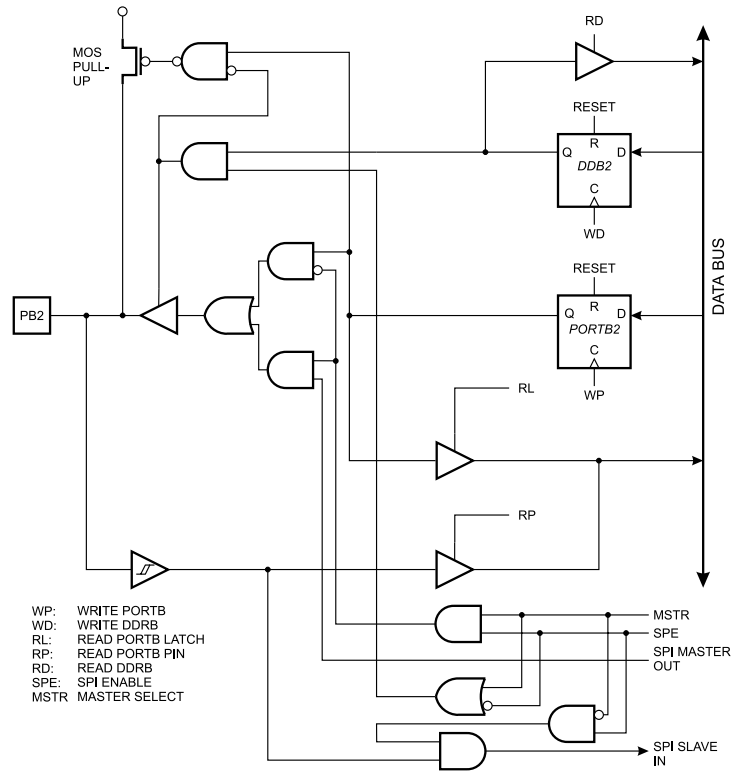 RD
MOS
PULL-
UP
RESET
R
Q D
DDB2
C
WD
DATA BUS
RESET
R
Q D
PB2
PORTB2
C
WP
RL
RP
WP: WRITE PORTB
WD: WRITE DDRB
RL: READ PORTB LATCH
RP: READ PORTB PIN
RD: READ DDRB
SPE: SPI ENABLE
MSTR MASTER SELECT
MSTR
SPE
SPI MASTER
OUT
SPI SLAVE
IN